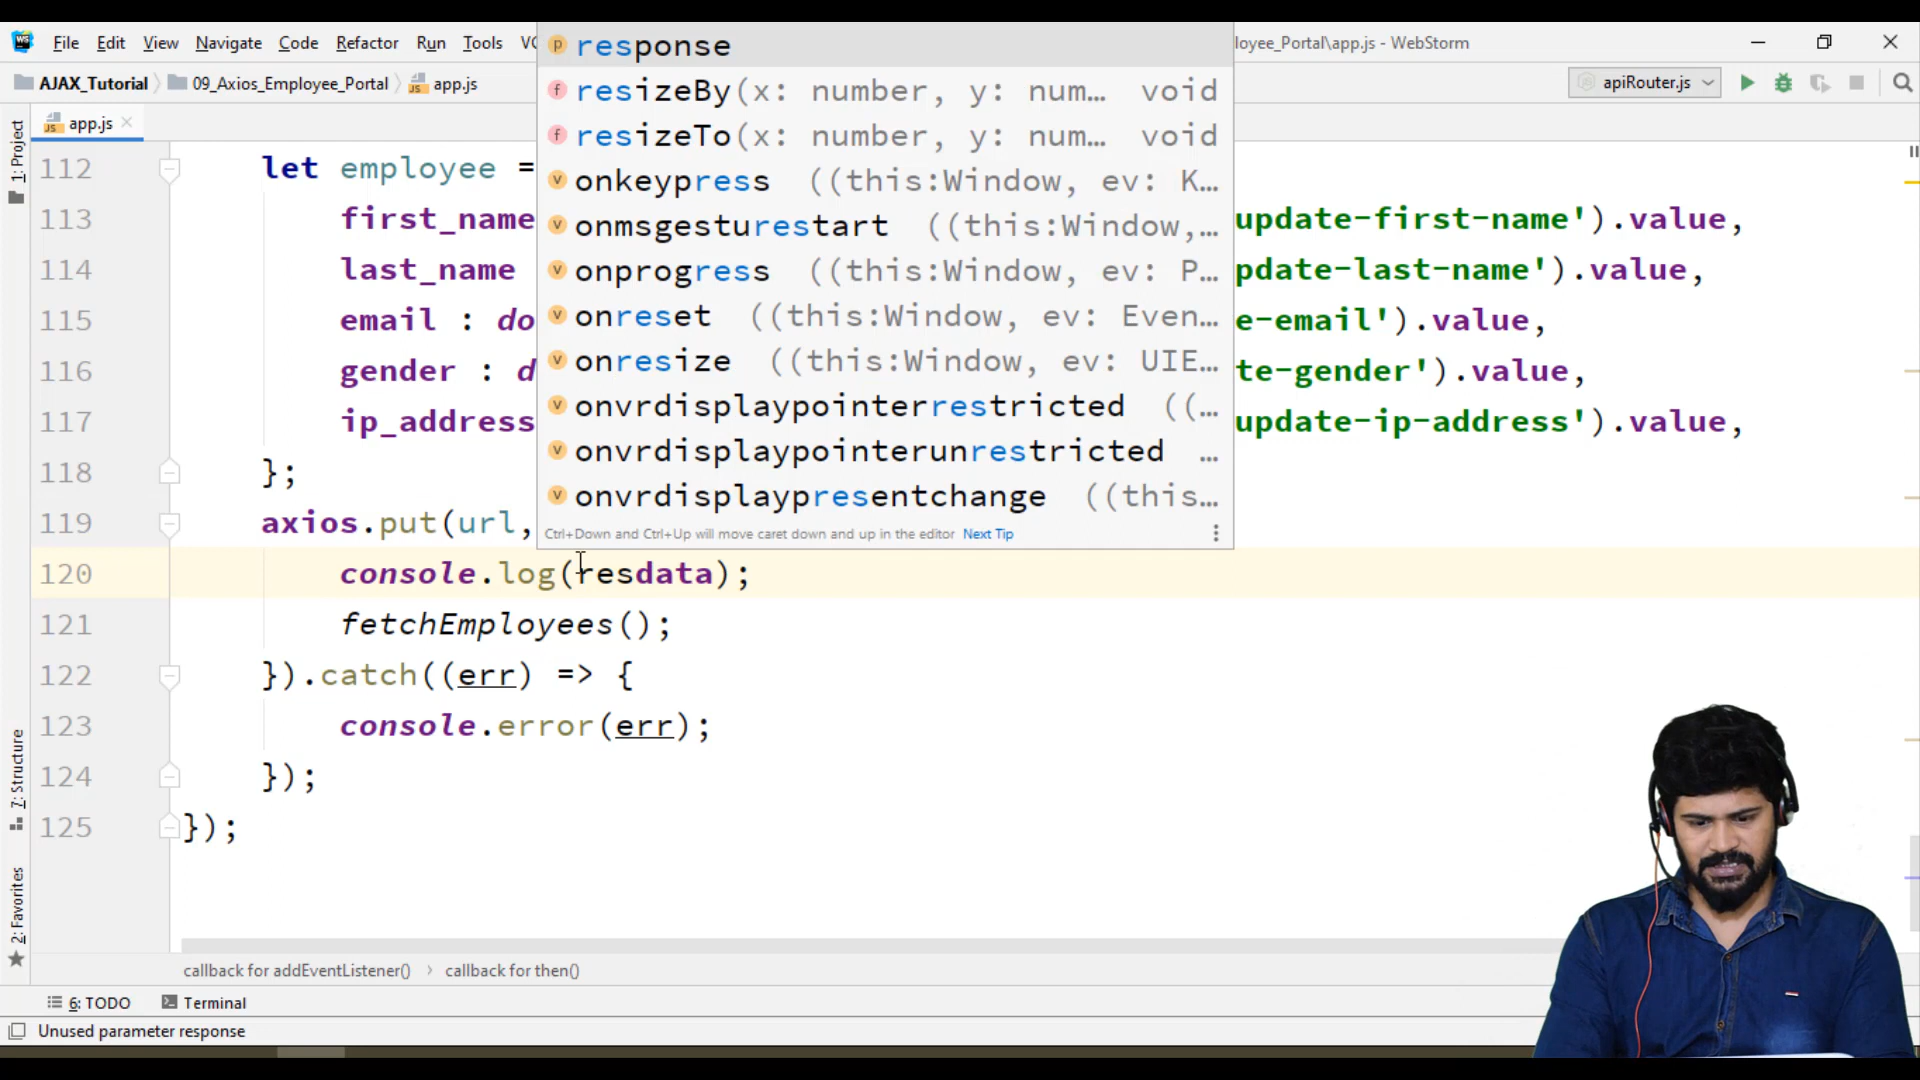 File Edit View Navigate Code Refactor Run Tools
loyee_Portal\app.js - WebStorm
AJAX_Tutorial 09_Axios_Employee_Portal app.js
apiRouter.js
app.js
1: Project
7: Structure
2: Favorites
response
resizeBy(x: number, y: num… void
resizeTo(x: number, y: num… void
onkeypress ((this:Window, ev: K…
onmsgesturestart ((this:Window,…
onprogress ((this:Window, ev: P…
onreset ((this:Window, ev: Even…
onresize ((this:Window, ev: UIE…
onvrdisplaypointerrestricted ((…
onvrdisplaypointerunrestricted …
onvrdisplaypresentchange ((this…
Ctrl+Down and Ctrl+Up will move caret down and up in the editor Next Tip
112 let employee =
113 first_name update-first-name').value,
114 last_name pdate-last-name').value,
115 email : do e-email').value,
116 gender : d te-gender').value,
117 ip_address update-ip-address').value,
118 };
119 axios.put(url,
120 console.log(resdata);
121 fetchEmployees();
122 }).catch((err) => {
123 console.error(err);
124 });
125 });
callback for addEventListener() › callback for then()
6: TODO Terminal
Unused parameter response